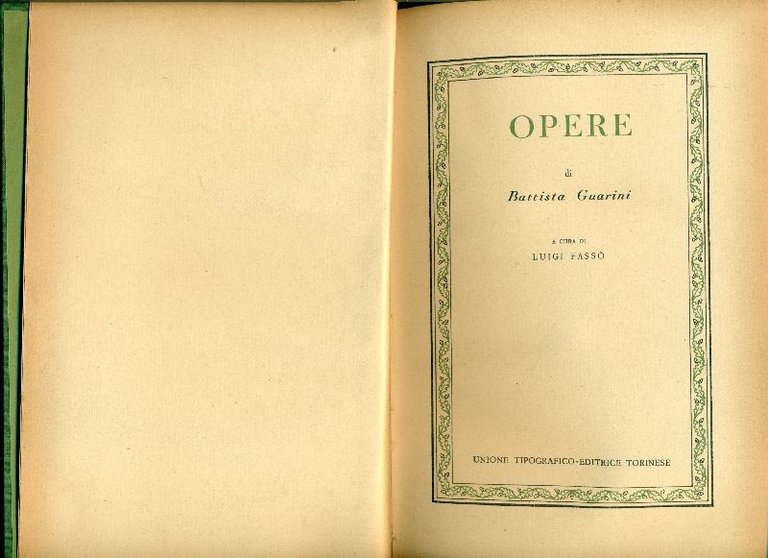 OPERE
di
Battista Guarini
A CURA DI
LUIGI FASSÒ
UNIONE TIPOGRAFICO-EDITRICE TORINESE